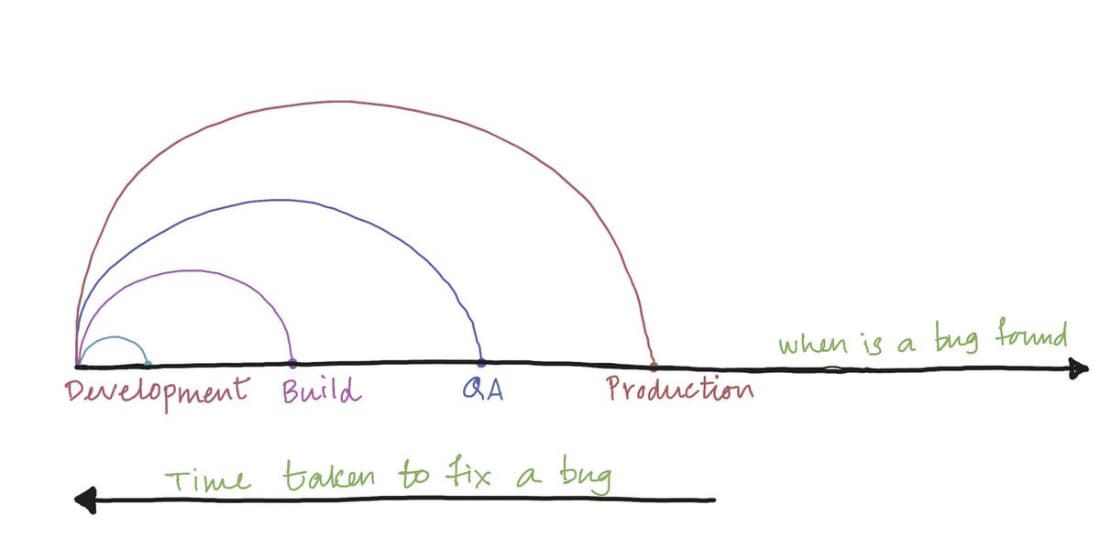 when is a bug found
Development Build QA Production
Time taken to fix a bug